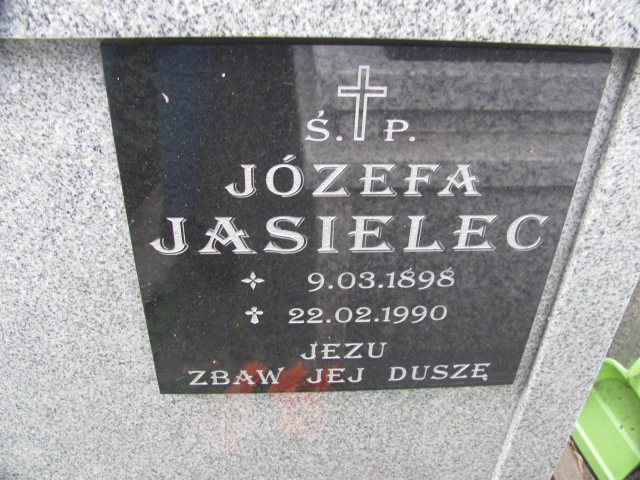 Ś. P.
JÓZEFA
JASIELEC
9.03.1898
22.02.1990
JEZU
ZBAW JEJ DUSZĘ